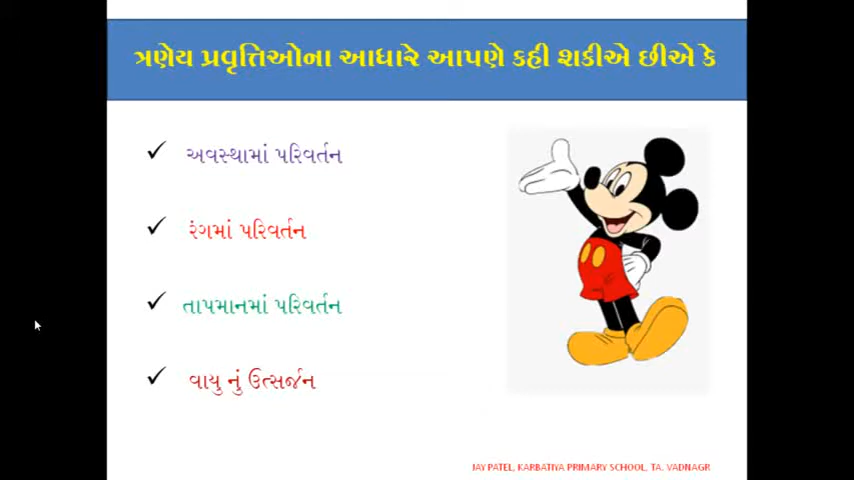 ત્રણેય પ્રવૃત્તિઓના આધારે આપણે કહી શકીએ છીએ કે
અવસ્થામાં પરિવર્તન
રંગમાં પરિવર્તન
તાપમાનમાં પરિવર્તન
વાયુ નું ઉત્સર્જન
JAY PATEL, KARBATIYA PRIMARY SCHOOL, TA. VADNAGR